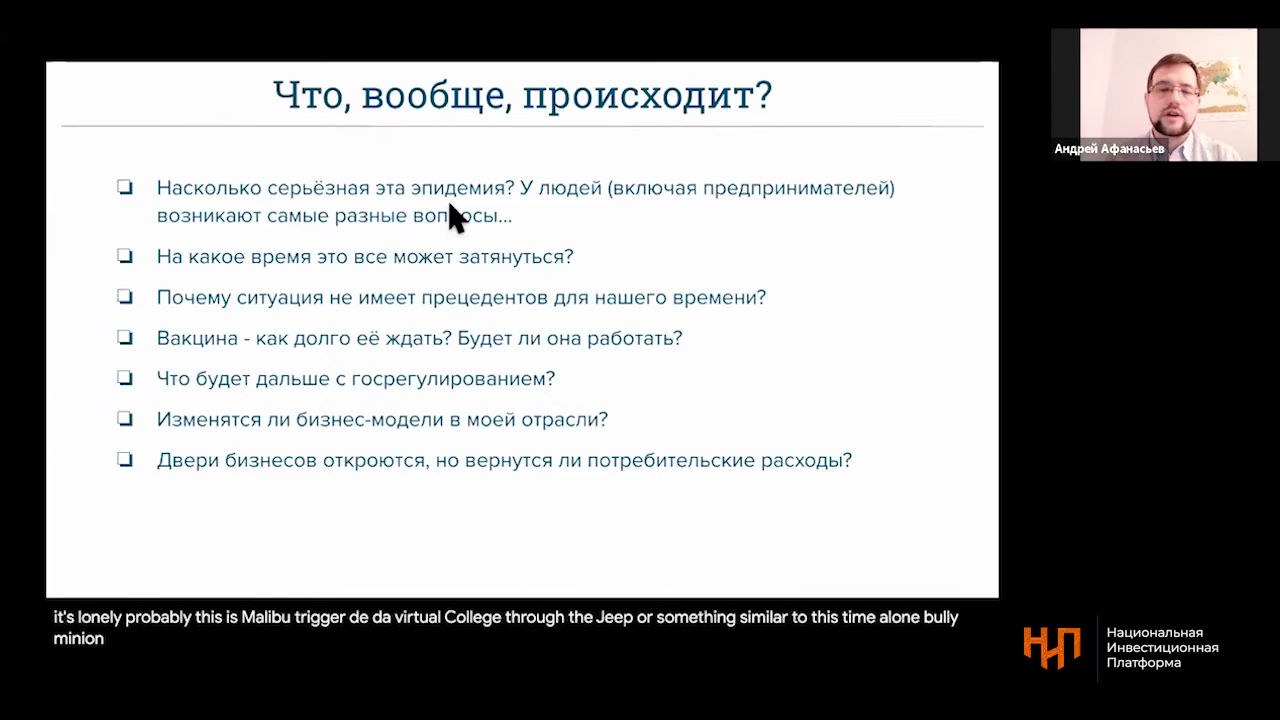 Что, вообще, происходит?
Насколько серьёзная эта эпидемия? У людей (включая предпринимателей)
возникают самые разные вопросы...
На какое время это все может затянуться?
Почему ситуация не имеет прецедентов для нашего времени?
Вакцина - как долго её ждать? Будет ли она работать?
Что будет дальше с госрегулированием?
Изменятся ли бизнес-модели в моей отрасли?
Двери бизнесов откроются, но вернутся ли потребительские расходы?
Андрей Афанасьев
it's lonely probably this is Malibu trigger de da virtual College through the Jeep or something similar to this time alone bully
minion
НИП
Национальная
Инвестиционная
Платформа